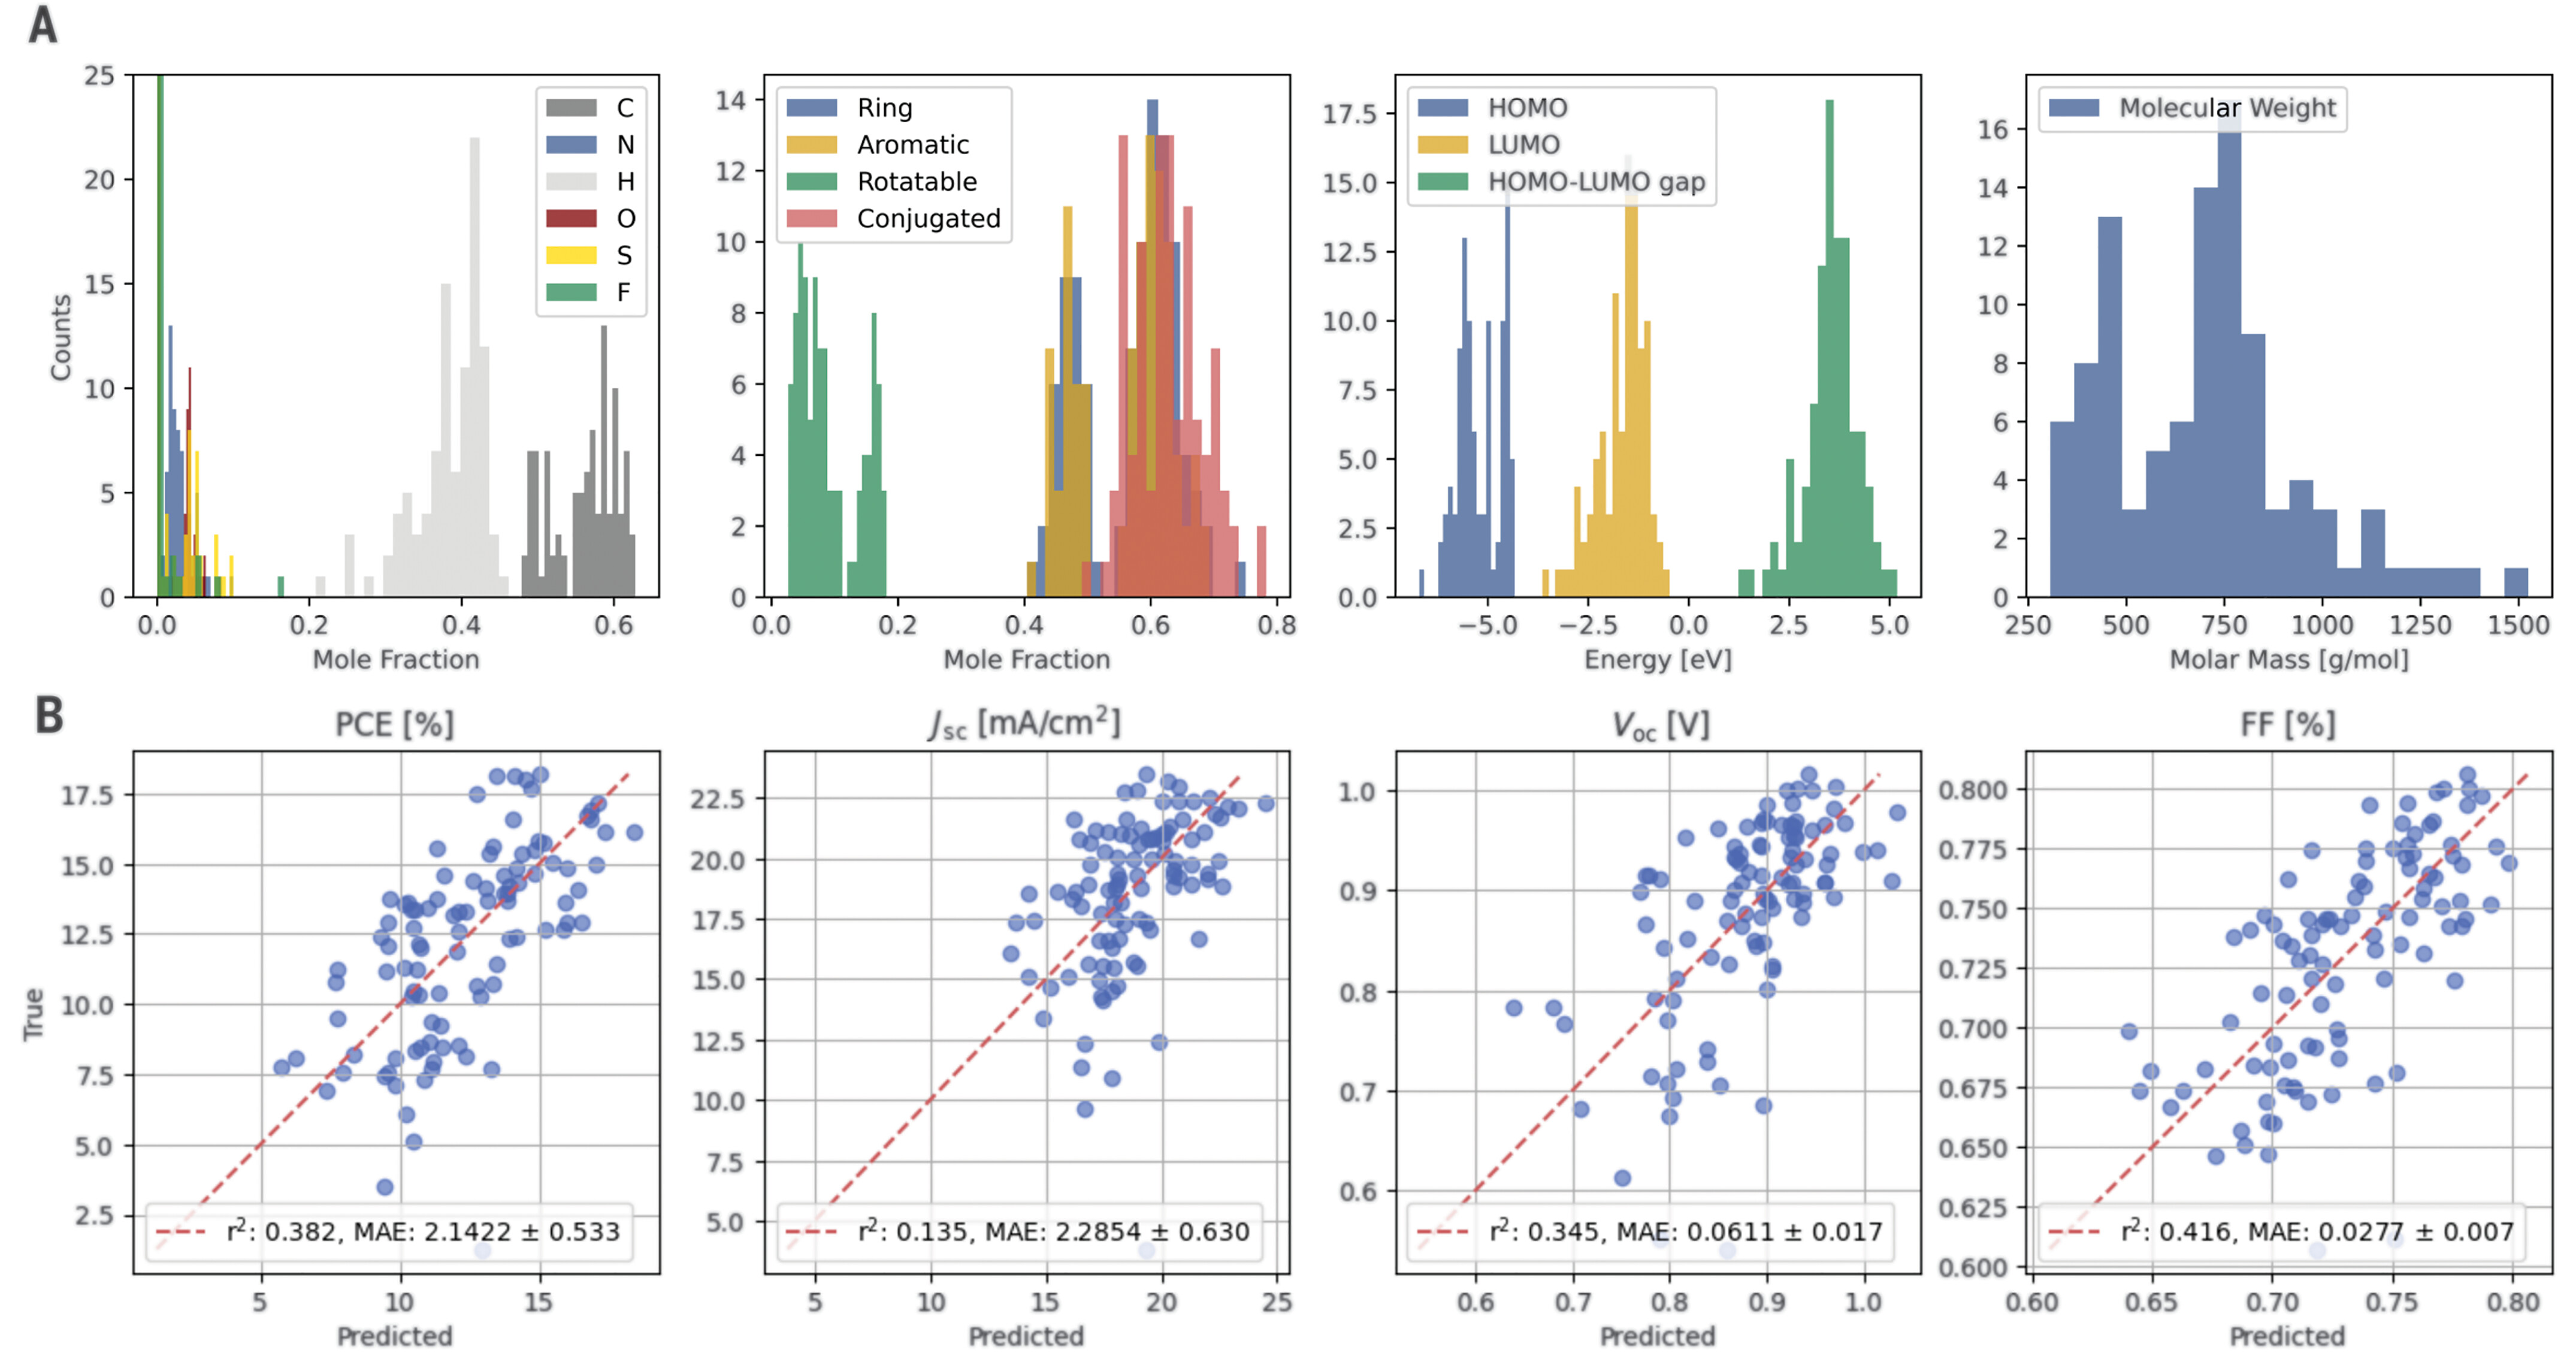 A
25
20
15
10
5
0
Counts
0.0 0.2 0.4 0.6
Mole Fraction
C
N
H
O
S
F
14
12
10
8
6
4
2
0
0.0 0.2 0.4 0.6 0.8
Mole Fraction
Ring
Aromatic
Rotatable
Conjugated
17.5
15.0
12.5
10.0
7.5
5.0
2.5
0.0
−5.0 −2.5 0.0 2.5 5.0
Energy [eV]
HOMO
LUMO
HOMO-LUMO gap
16
14
12
10
8
6
4
2
0
250 500 750 1000 1250 1500
Molar Mass [g/mol]
Molecular Weight
B
PCE [%]
17.5
15.0
12.5
10.0
7.5
5.0
2.5
True
r²: 0.382, MAE: 2.1422 ± 0.533
5 10 15
Predicted
Jsc [mA/cm²]
22.5
20.0
17.5
15.0
12.5
10.0
7.5
5.0
r²: 0.135, MAE: 2.2854 ± 0.630
5 10 15 20 25
Predicted
Voc [V]
1.0
0.9
0.8
0.7
0.6
r²: 0.345, MAE: 0.0611 ± 0.017
0.6 0.7 0.8 0.9 1.0
Predicted
FF [%]
0.800
0.775
0.750
0.725
0.700
0.675
0.650
0.625
0.600
r²: 0.416, MAE: 0.0277 ± 0.007
0.60 0.65 0.70 0.75 0.80
Predicted